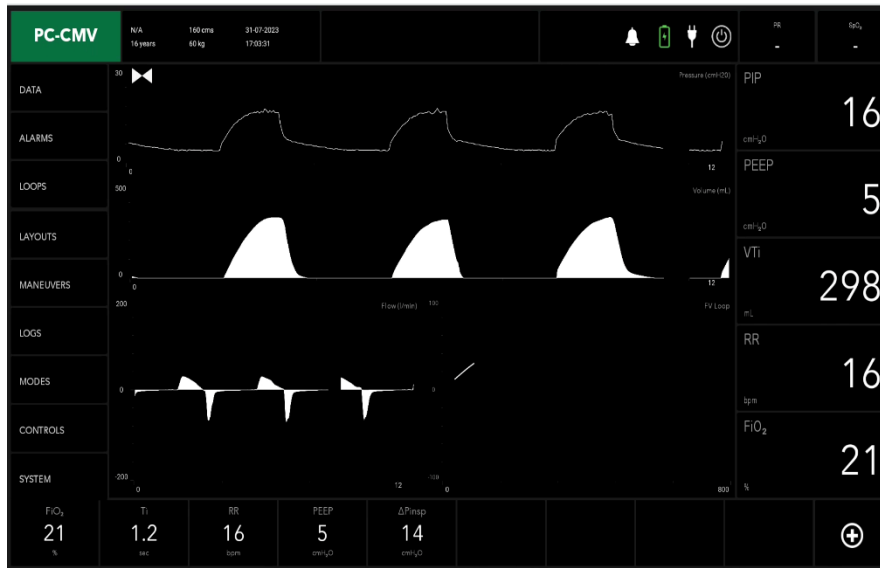 PC-CMV
N/A 160 cms 31-07-2023
16 years 60 kg 17:03:31
PR SpO₂
- -
DATA
ALARMS
LOOPS
LAYOUTS
MANEUVERS
LOGS
MODES
CONTROLS
SYSTEM
30 Pressure (cmH20)
0
0 12
500 Volume (mL)
0
0 12
200 Flow (l/min)
0
-200
0 12
100 FV Loop
0
-100
0 800
PIP
16
cmH₂O
PEEP
5
cmH₂O
VTi
298
mL
RR
16
bpm
FiO₂
21
%
FiO₂ Ti RR PEEP ΔPinsp
21 1.2 16 5 14
% sec bpm cmH₂O cmH₂O